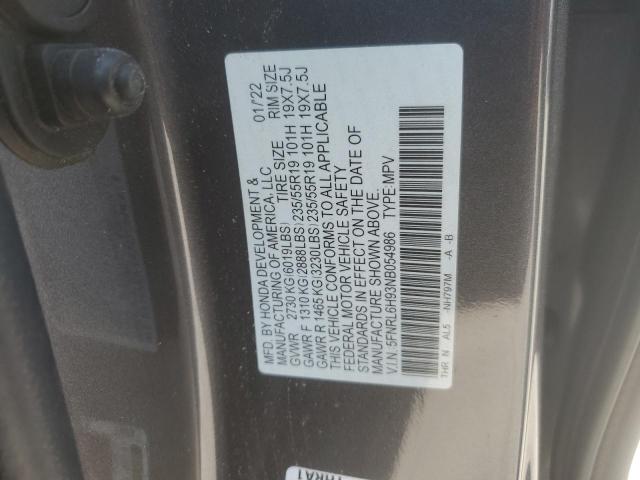 MFD. BY HONDA DEVELOPMENT & 01/'22
MANUFACTURING OF AMERICA, LLC
TIRE SIZE RIM SIZE
GVWR 2730 KG(6019LBS)
GAWR F 1310 KG(2888LBS) 235/55R19 101H 19X7.5J
GAWR R 1465 KG(3230LBS) 235/55R19 101H 19X7.5J
THIS VEHICLE CONFORMS TO ALL APPLICABLE
FEDERAL MOTOR VEHICLE SAFETY
STANDARDS IN EFFECT ON THE DATE OF
MANUFACTURE SHOWN ABOVE.
V.I.N. 5FNRL6H93NB054986 TYPE-MPV
THR N AL5 -NH797M -A -B